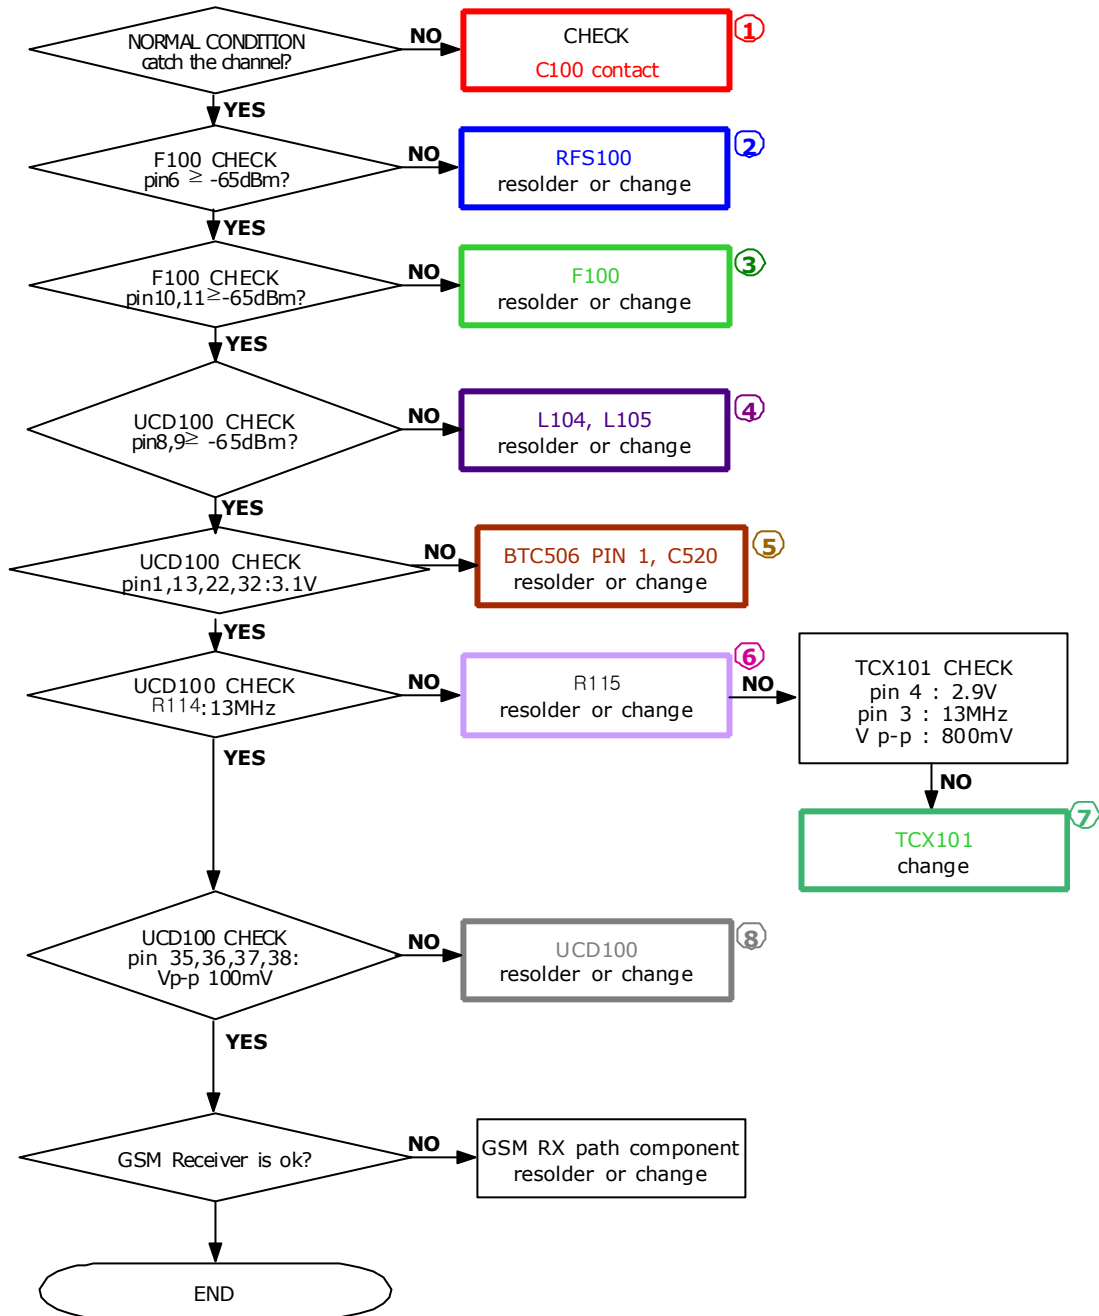 NORMAL CONDITION
catch the channel?
NO
CHECK
C100 contact
1
YES
F100 CHECK
pin6 ≥ -65dBm?
NO
RFS100
resolder or change
2
YES
F100 CHECK
pin10,11≥-65dBm?
NO
F100
resolder or change
3
YES
UCD100 CHECK
pin8,9≥ -65dBm?
NO
L104, L105
resolder or change
4
YES
UCD100 CHECK
pin1,13,22,32:3.1V
NO
BTC506 PIN 1, C520
resolder or change
5
YES
UCD100 CHECK
R114:13MHz
NO
R115
resolder or change
6
NO
TCX101 CHECK
pin 4 : 2.9V
pin 3 : 13MHz
V p-p : 800mV
NO
TCX101
change
7
YES
UCD100 CHECK
pin 35,36,37,38:
Vp-p 100mV
NO
UCD100
resolder or change
8
YES
GSM Receiver is ok?
NO
GSM RX path component
resolder or change
END